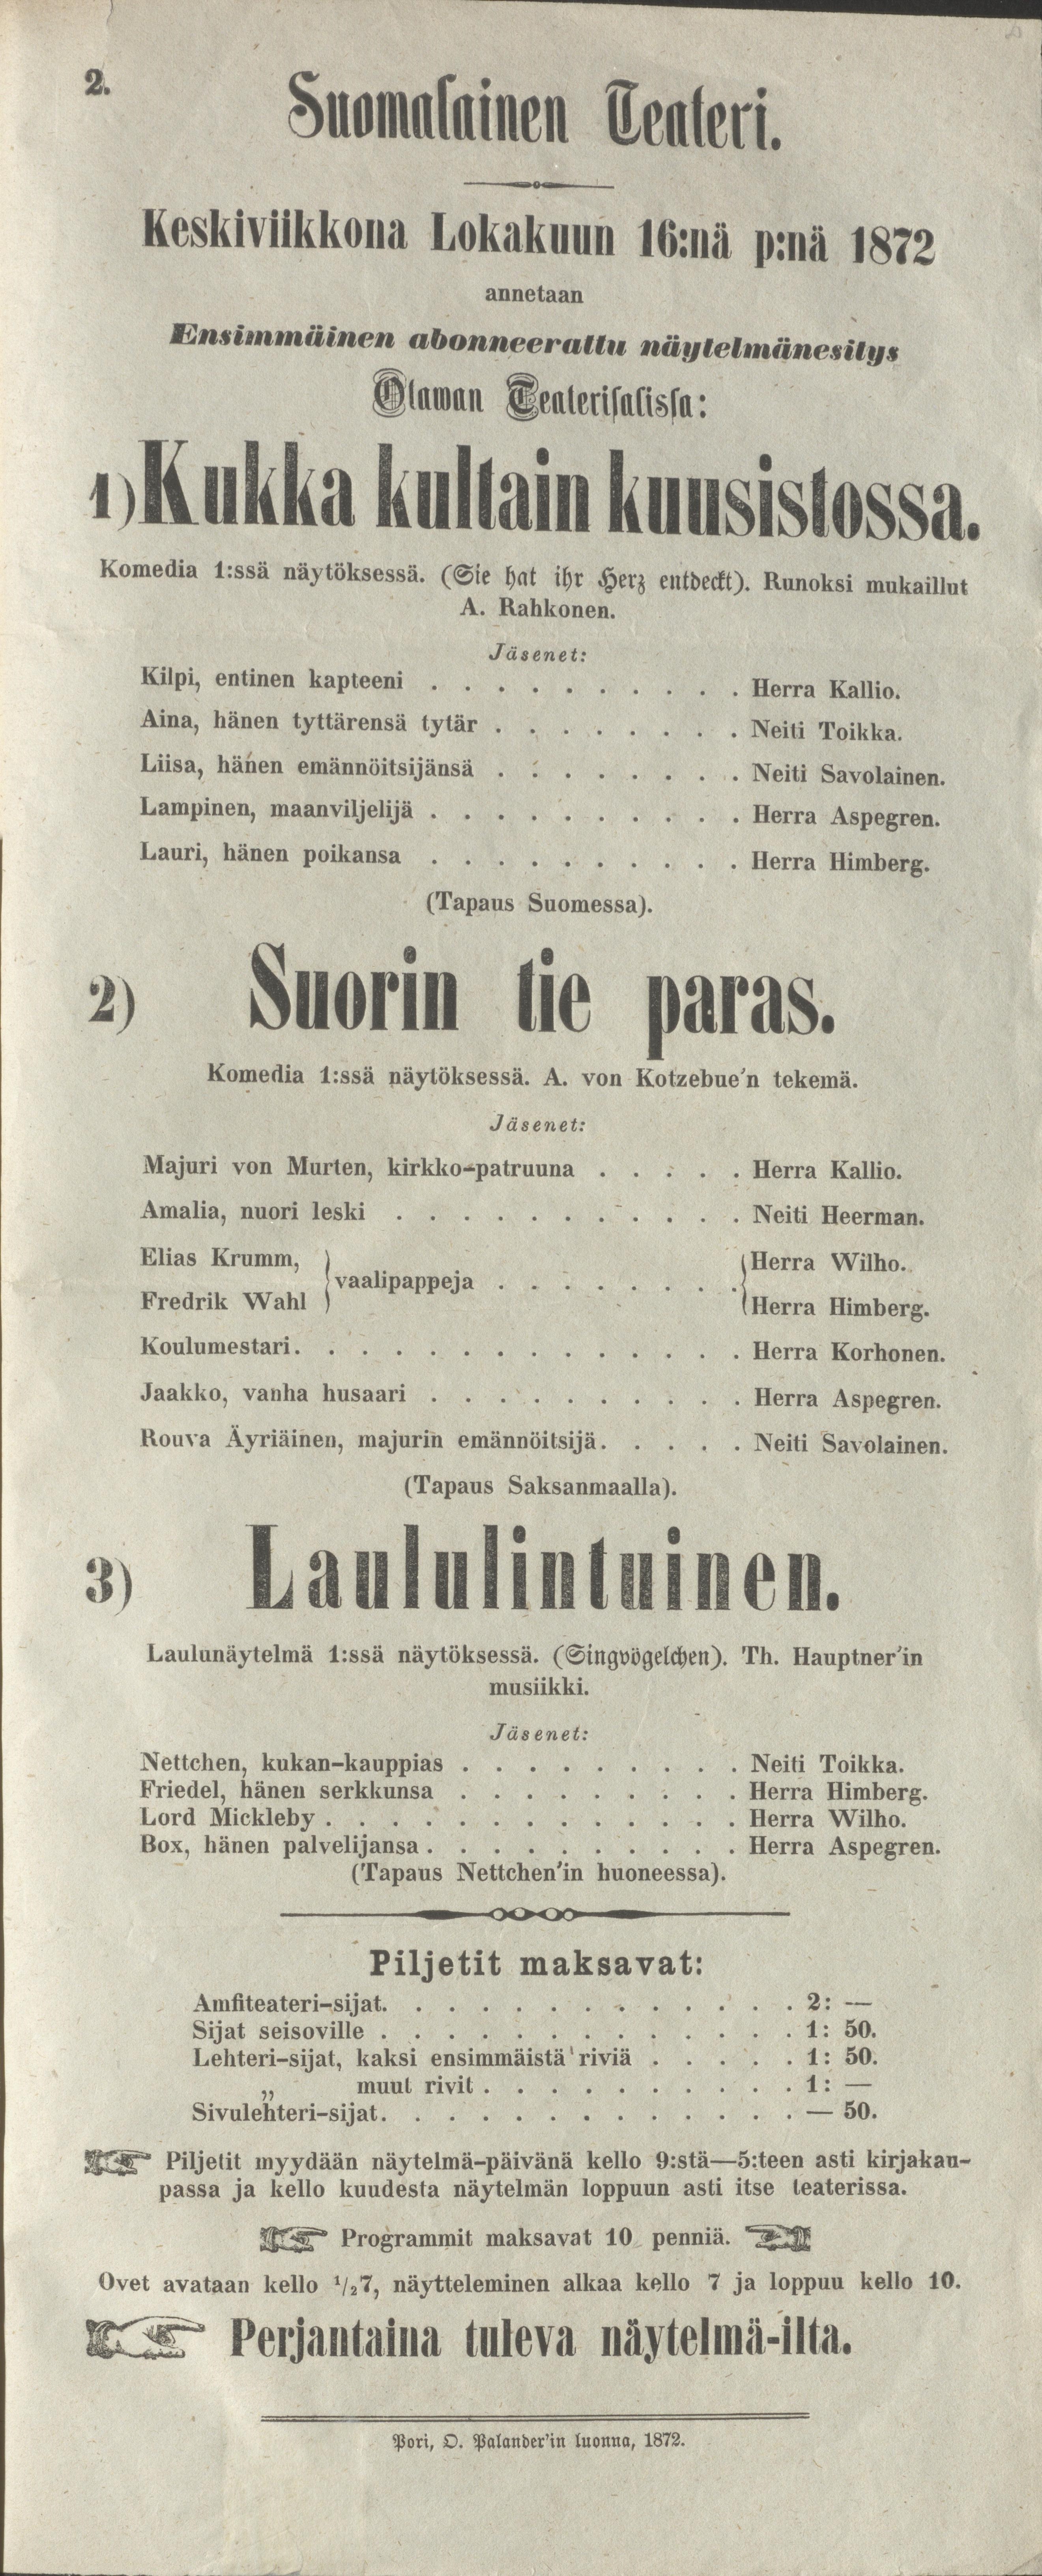 2.
Suomalainen Teateri.
Keskiviikkona Lokakuun 16:nä p:nä 1872
annetaan
Ensimmäinen abonneerattu näytelmänesitys
Otawan Teaterisalissa:
1) Kukka kultain kuusistossa.
Komedia 1:ssä näytöksessä. (Sie hat ihr Herz entdeckt). Runoksi mukaillut
A. Rahkonen.
Jäsenet:
Kilpi, entinen kapteeni . . . . . . . . . . Herra Kallio.
Aina, hänen tyttärensä tytär . . . . . . . . Neiti Toikka.
Liisa, hänen emännöitsijänsä . . . . . . . . Neiti Savolainen.
Lampinen, maanviljelijä . . . . . . . . . . Herra Aspegren.
Lauri, hänen poikansa . . . . . . . . . . Herra Himberg.
(Tapaus Suomessa).
2) Suorin tie paras.
Komedia 1:ssä näytöksessä. A. von Kotzebue'n tekemä.
Jäsenet:
Majuri von Murten, kirkko-patruuna . . . . . Herra Kallio.
Amalia, nuori leski . . . . . . . . . . . Neiti Heerman.
Elias Krumm, } vaalipappeja . . . . . . . . { Herra Wilho.
Fredrik Wahl } { Herra Himberg.
Koulumestari. . . . . . . . . . . . . . Herra Korhonen.
Jaakko, vanha husaari . . . . . . . . . . Herra Aspegren.
Rouva Äyriäinen, majurin emännöitsijä. . . . . Neiti Savolainen.
(Tapaus Saksanmaalla).
3) Laululintuinen.
Laulunäytelmä 1:ssä näytöksessä. (Singvögelchen). Th. Hauptner'in
musiikki.
Jäsenet:
Nettchen, kukan-kauppias . . . . . . . . . Neiti Toikka.
Friedel, hänen serkkunsa . . . . . . . . . Herra Himberg.
Lord Mickleby . . . . . . . . . . . . . Herra Wilho.
Box, hänen palvelijansa . . . . . . . . . . Herra Aspegren.
(Tapaus Nettchen'in huoneessa).
Piljetit maksavat:
Amfiteateri-sijat. . . . . . . . . . . . . 2: —
Sijat seisoville . . . . . . . . . . . . . 1: 50.
Lehteri-sijat, kaksi ensimmäistä riviä . . . . . 1: 50.
„ muut rivit . . . . . . . . . . 1: —
Sivulehteri-sijat. . . . . . . . . . . . . — 50.
Piljetit myydään näytelmä-päivänä kello 9:stä—5:teen asti kirjakau-
passa ja kello kuudesta näytelmän loppuun asti itse teaterissa.
Programmit maksavat 10 penniä.
Ovet avataan kello 1/27, näytteleminen alkaa kello 7 ja loppuu kello 10.
Perjantaina tuleva näytelmä-ilta.
Pori, O. Palander'in luonna, 1872.